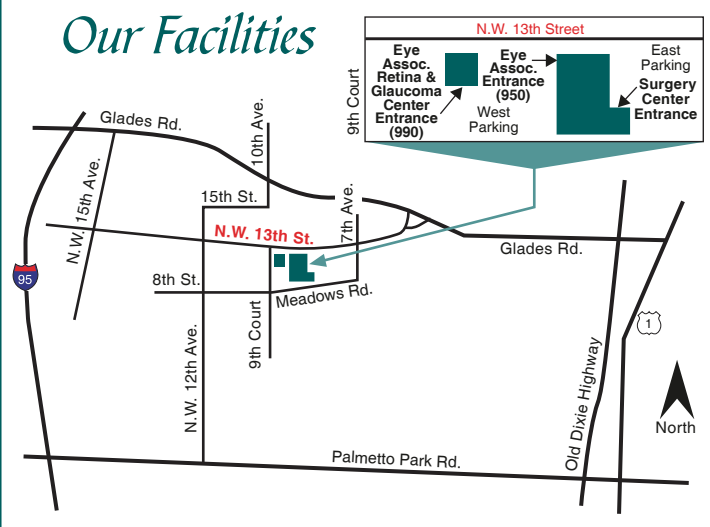 Our Facilities
N.W. 13th Street
9th Court
Eye
Assoc.
Retina &
Glaucoma
Center
Entrance
(990)
Eye
Assoc.
Entrance
(950)
West
Parking
East
Parking
Surgery
Center
Entrance
Glades Rd.
10th Ave.
N.W. 15th Ave.
15th St.
7th Ave.
N.W. 13th St.
Glades Rd.
95
8th St.
Meadows Rd.
9th Court
N.W. 12th Ave.
1
Old Dixie Highway
North
Palmetto Park Rd.